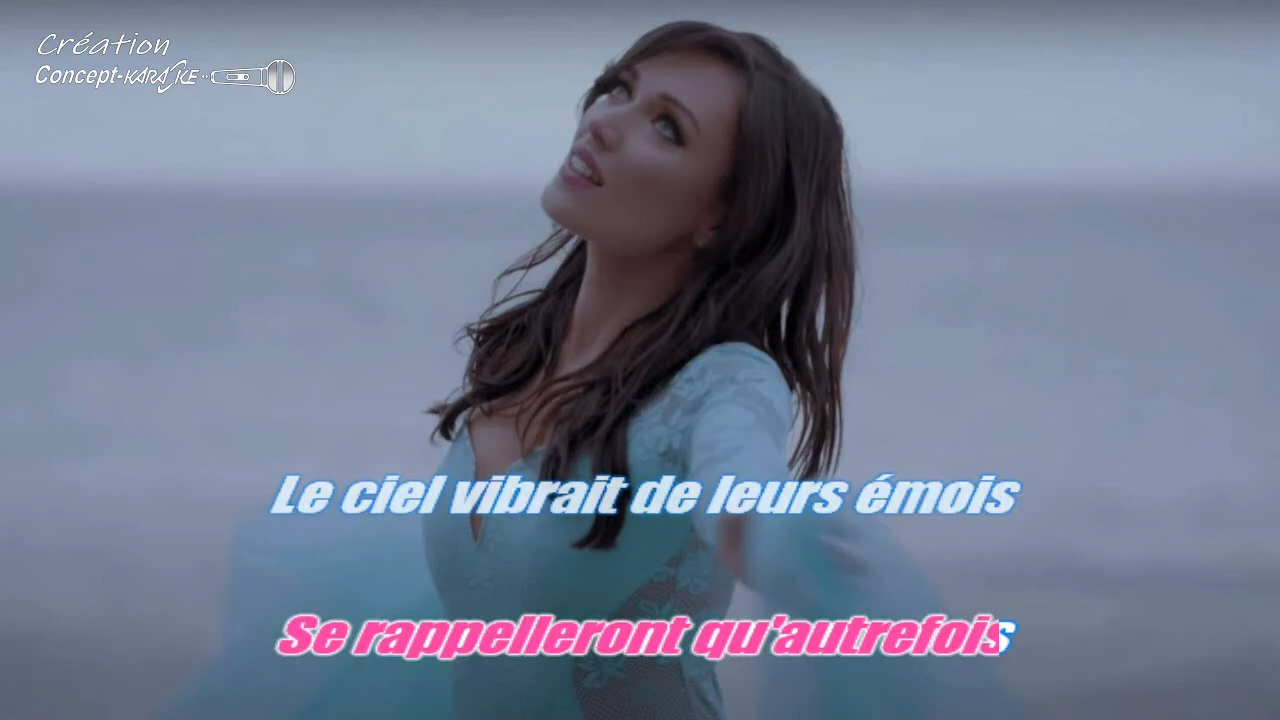 Création
Concept-KARAOKE
Le ciel vibrait de leurs émois
Se rappelleront qu'autrefois